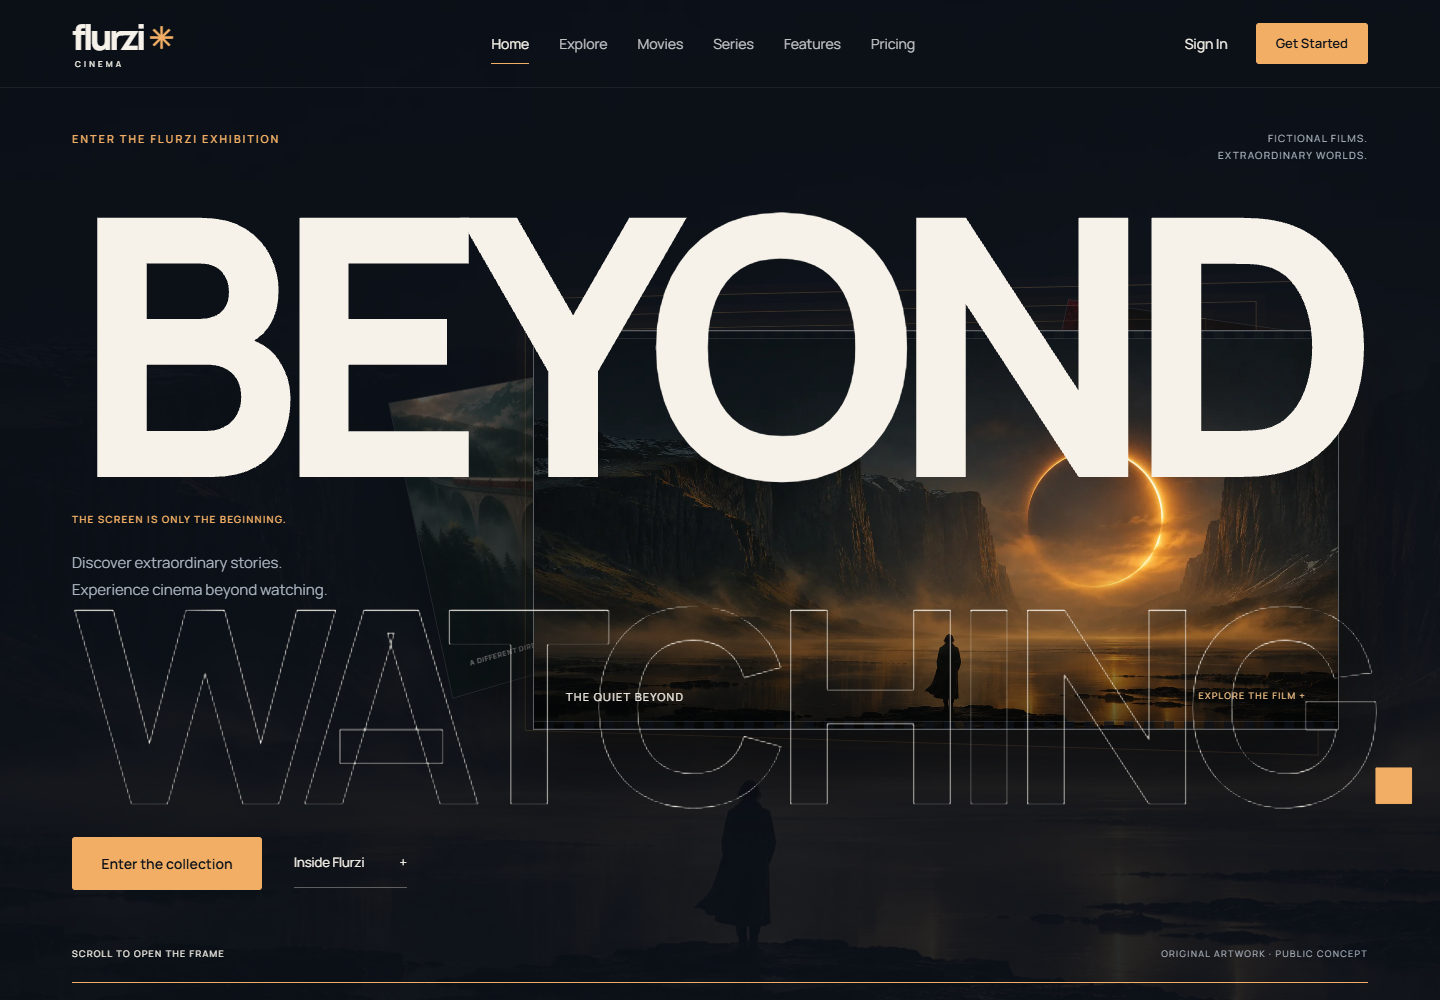 flurzi
CINEMA
Home
Explore
Movies
Series
Features
Pricing
Sign In
Get Started
ENTER THE FLURZI EXHIBITION
FICTIONAL FILMS.
EXTRAORDINARY WORLDS.
BEYOND
THE SCREEN IS ONLY THE BEGINNING.
Discover extraordinary stories.
Experience cinema beyond watching.
WATCHING.
A DIFFERENT
THE QUIET BEYOND
EXPLORE THE FILM +
Enter the collection
Inside Flurzi +
SCROLL TO OPEN THE FRAME
ORIGINAL ARTWORK · PUBLIC CONCEPT